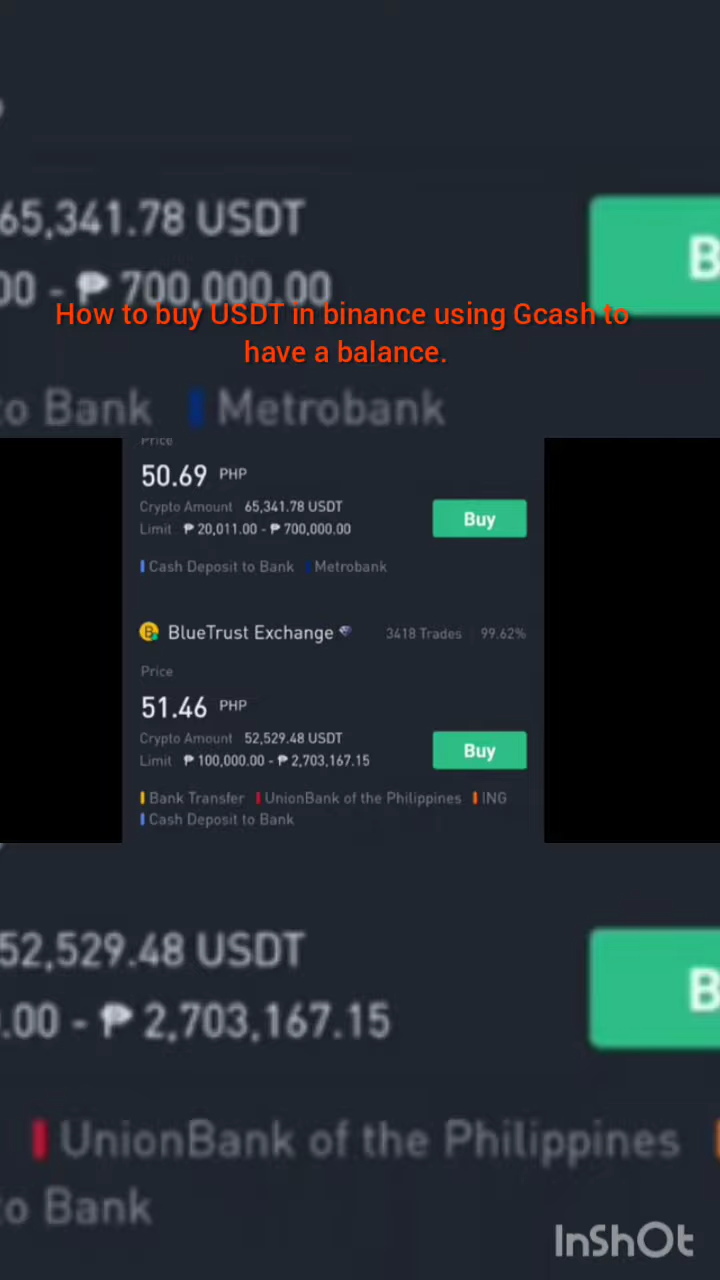 65,341.78 USDT
00 - ₱ 700,000.00
B
How to buy USDT in binance using Gcash to
have a balance.
to Bank Metrobank
Price
50.69 PHP
Crypto Amount 65,341.78 USDT
Limit ₱ 20,011.00 - ₱ 700,000.00
Buy
Cash Deposit to Bank Metrobank
BlueTrust Exchange 3418 Trades 99.62%
Price
51.46 PHP
Crypto Amount 52,529.48 USDT
Limit ₱ 100,000.00 - ₱ 2,703,167.15
Buy
Bank Transfer UnionBank of the Philippines ING
Cash Deposit to Bank
52,529.48 USDT
.00 - ₱ 2,703,167.15
B
UnionBank of the Philippines
to Bank
InShOt